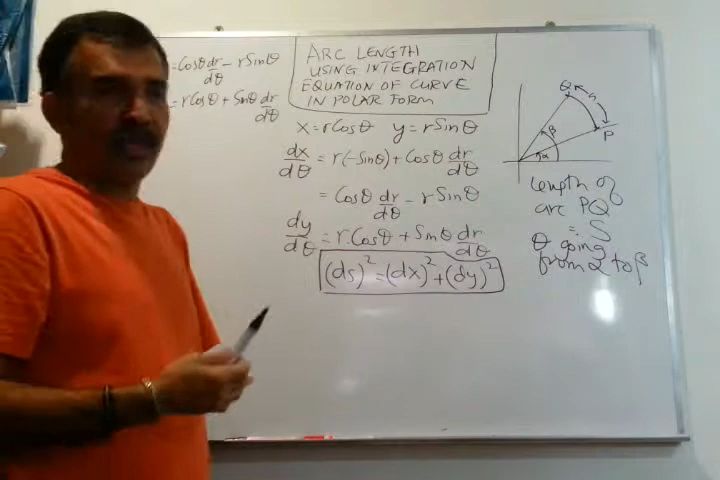 = Cosθ dr/dθ - r Sinθ
= r Cosθ + Sinθ dr/dθ
ARC LENGTH
USING INTEGRATION
EQUATION OF CURVE
IN POLAR FORM
x = r Cosθ y = r Sinθ
dx/dθ = r(-Sinθ) + Cosθ dr/dθ
= Cosθ dr/dθ - r Sinθ
dy/dθ = r Cosθ + Sinθ dr/dθ
(ds)² = (dx)² + (dy)²
Q
S
P
β
α
Length of
arc PQ
= S
θ going
from α to β